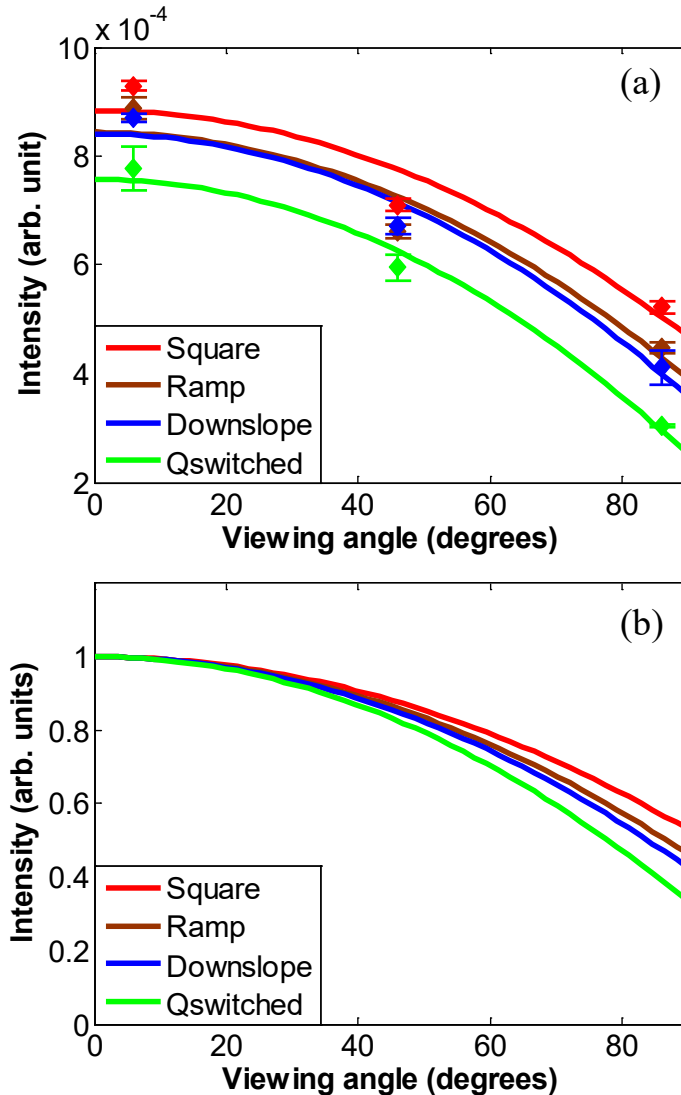 x 10-4
(a)
10
8
6
4
2
Intensity (arb. unit)
Square
Ramp
Downslope
Qswitched
0 20 40 60 80
Viewing angle (degrees)
(b)
1
0.8
0.6
0.4
0.2
0
Intensity (arb. units)
Square
Ramp
Downslope
Qswitched
0 20 40 60 80
Viewing angle (degrees)